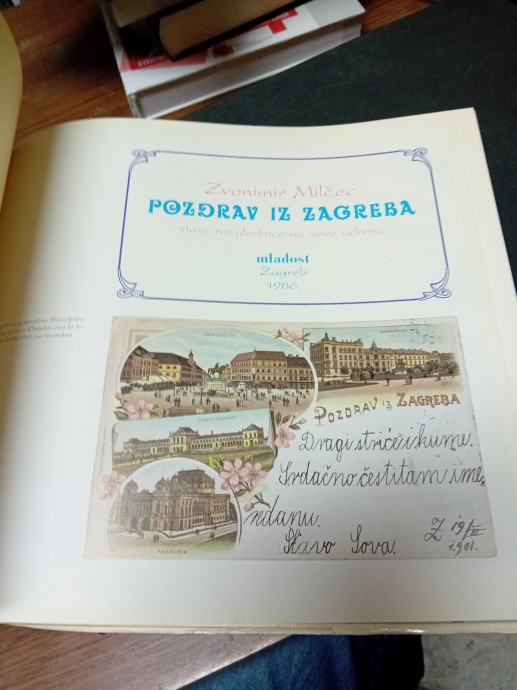 Zvonimir Milčec
POZDRAV IZ ZAGREBA
stare razglednice na nove adrese
mladost
Zagreb
1986.
POZDRAV IZ ZAGREBA
Dragi striče i kume.
Srdačno čestitam ime,
ndanu.
Slavo Sova.
Z 19/III
1901.